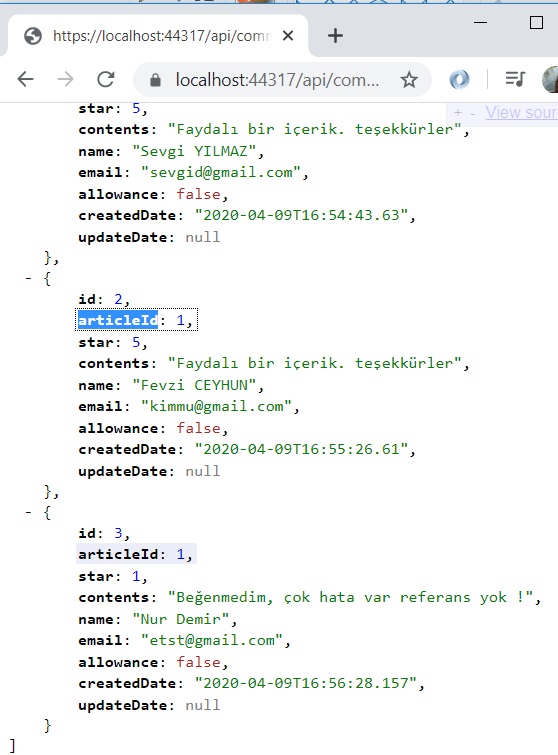 https://localhost:44317/api/comm
localhost:44317/api/com...
+ - View sour
star: 5,
contents: "Faydalı bir içerik. teşekkürler",
name: "Sevgi YILMAZ",
email: "sevgid@gmail.com",
allowance: false,
createdDate: "2020-04-09T16:54:43.63",
updateDate: null
},
- {
id: 2,
articleId: 1,
star: 5,
contents: "Faydalı bir içerik. teşekkürler",
name: "Fevzi CEYHUN",
email: "kimmu@gmail.com",
allowance: false,
createdDate: "2020-04-09T16:55:26.61",
updateDate: null
},
- {
id: 3,
articleId: 1,
star: 1,
contents: "Beğenmedim, çok hata var referans yok !",
name: "Nur Demir",
email: "etst@gmail.com",
allowance: false,
createdDate: "2020-04-09T16:56:28.157",
updateDate: null
}
]